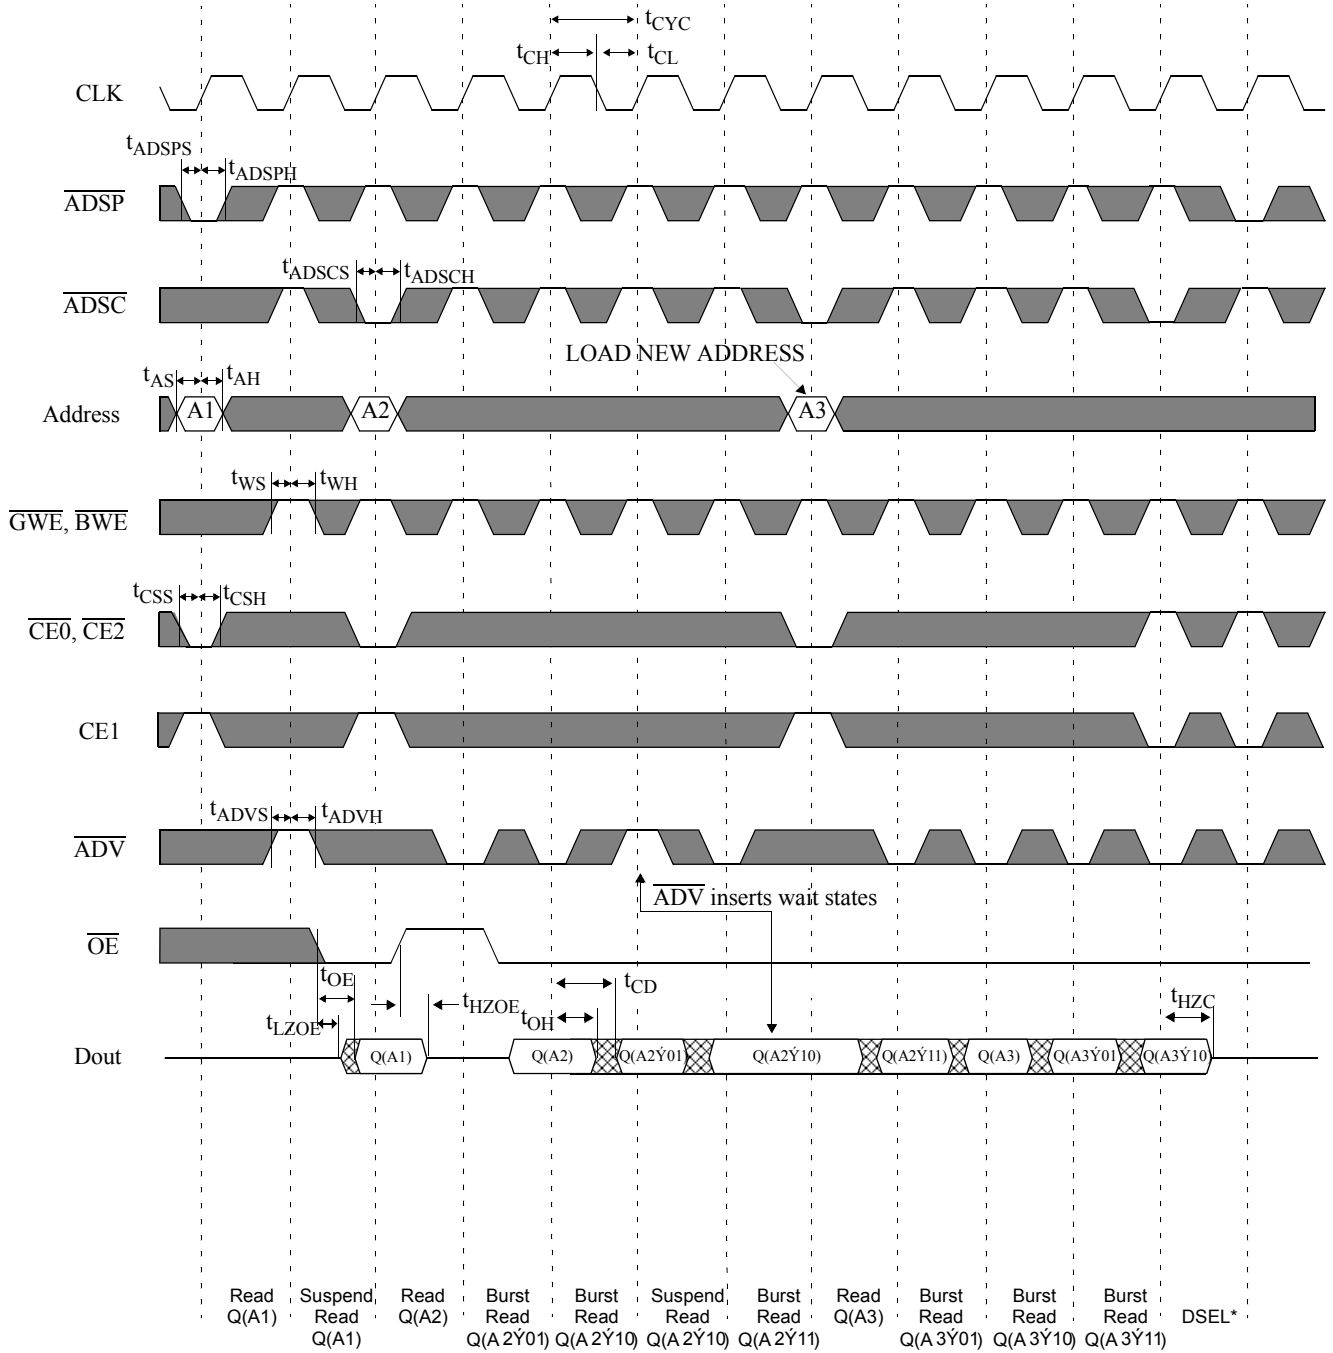 tCYC
tCH
tCL
CLK
tADSPS
tADSPH
ADSP
tADSCS
tADSCH
ADSC
LOAD NEW ADDRESS
tAS
tAH
Address
A1
A2
A3
tWS
tWH
GWE, BWE
tCSS
tCSH
CE0, CE2
CE1
tADVS
tADVH
ADV
ADV inserts wait states
OE
tOE
tCD
tHZC
tLZOE
tHZOE
tOH
Dout
Q(A1)
Q(A2)
Q(A2Ý01)
Q(A2Ý10)
Q(A2Ý11)
Q(A3)
Q(A3Ý01)
Q(A3Ý10)
Read
Q(A1)
Suspend
Read
Q(A1)
Read
Q(A2)
Burst
Read
Q(A 2Ý01)
Burst
Read
Q(A 2Ý10)
Suspend
Read
Q(A 2Ý10)
Burst
Read
Q(A 2Ý11)
Read
Q(A3)
Burst
Read
Q(A 3Ý01)
Burst
Read
Q(A 3Ý10)
Burst
Read
Q(A 3Ý11)
DSEL*